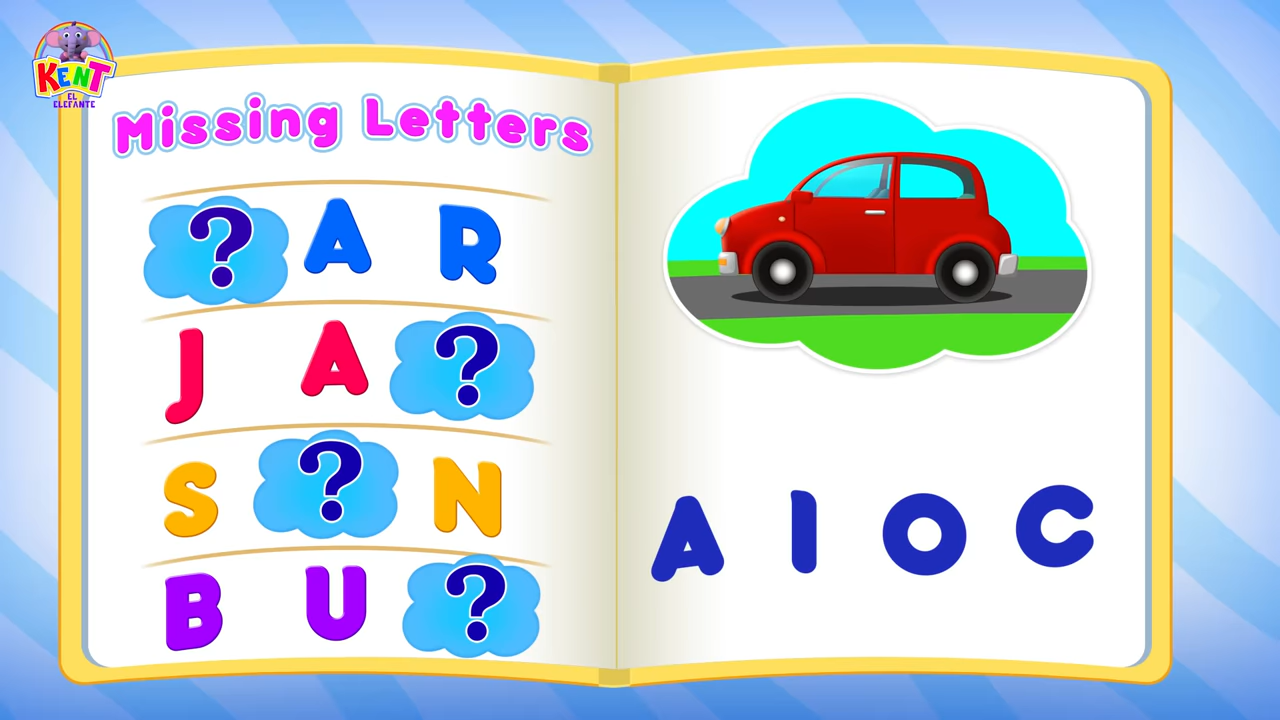 KENT
EL
ELEFANTE
Missing Letters
? A R
J A ?
S ? N
B U ?
A I O C